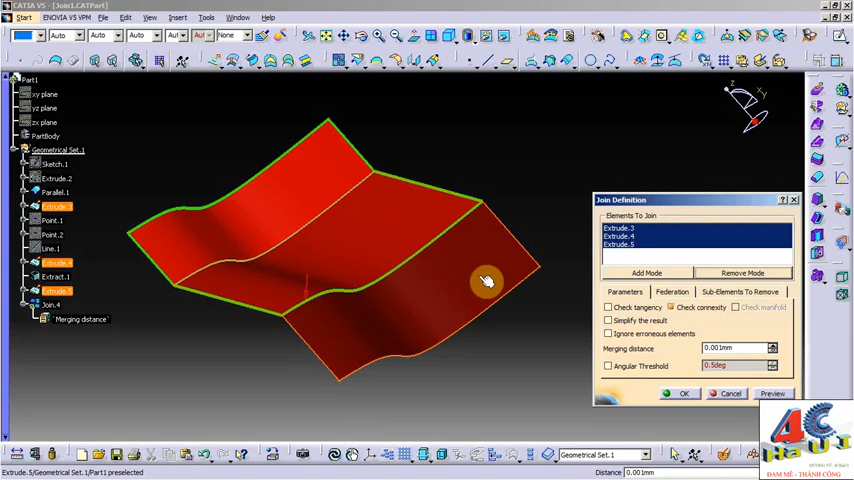 CATIA V5 - [Join1.CATPart]
Start ENOVIA V5 VPM File Edit View Insert Tools Window Help
Auto Auto Auto Aut None
Part1
xy plane
yz plane
zx plane
PartBody
Geometrical Set.1
Sketch.1
Extrude.2
Parallel.1
Extrude.3
Point.1
Point.2
Line.1
Extrude.4
Extract.1
Extrude.5
Join.4
`Merging distance`
z
y
x
Join Definition
Elements To Join
Extrude.3
Extrude.4
Extrude.5
Add Mode Remove Mode
Parameters Federation Sub-Elements To Remove
Check tangency Check connexity Check manifold
Simplify the result
Ignore erroneous elements
Merging distance 0.001mm
Angular Threshold 0.5deg
OK Cancel Preview
Geometrical Set.1
Extrude.5/Geometrical Set.1/Part1 preselected
Distance 0.001mm
4C
HaUI
ĐAM MÊ - THÀNH CÔNG